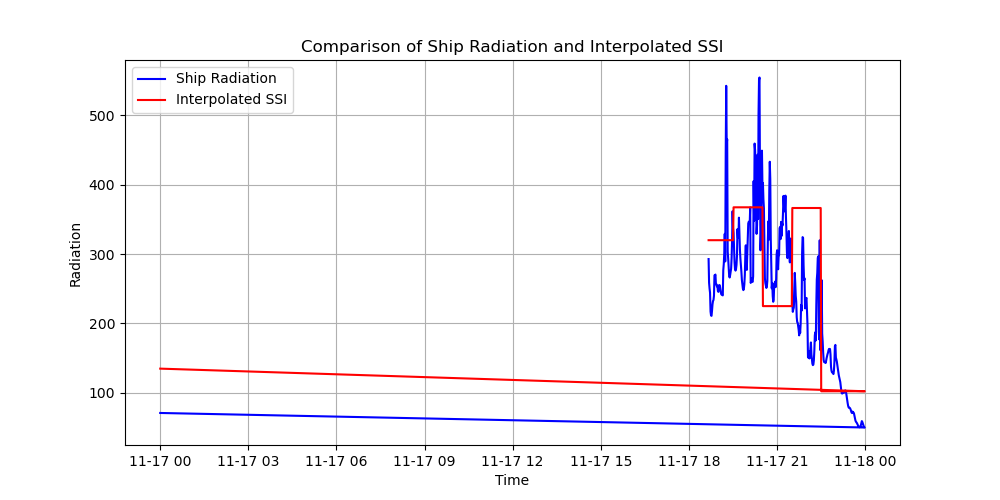 Comparison of Ship Radiation and Interpolated SSI
Ship Radiation
Interpolated SSI
Radiation
500
400
300
200
100
11-17 00
11-17 03
11-17 06
11-17 09
11-17 12
11-17 15
11-17 18
11-17 21
11-18 00
Time